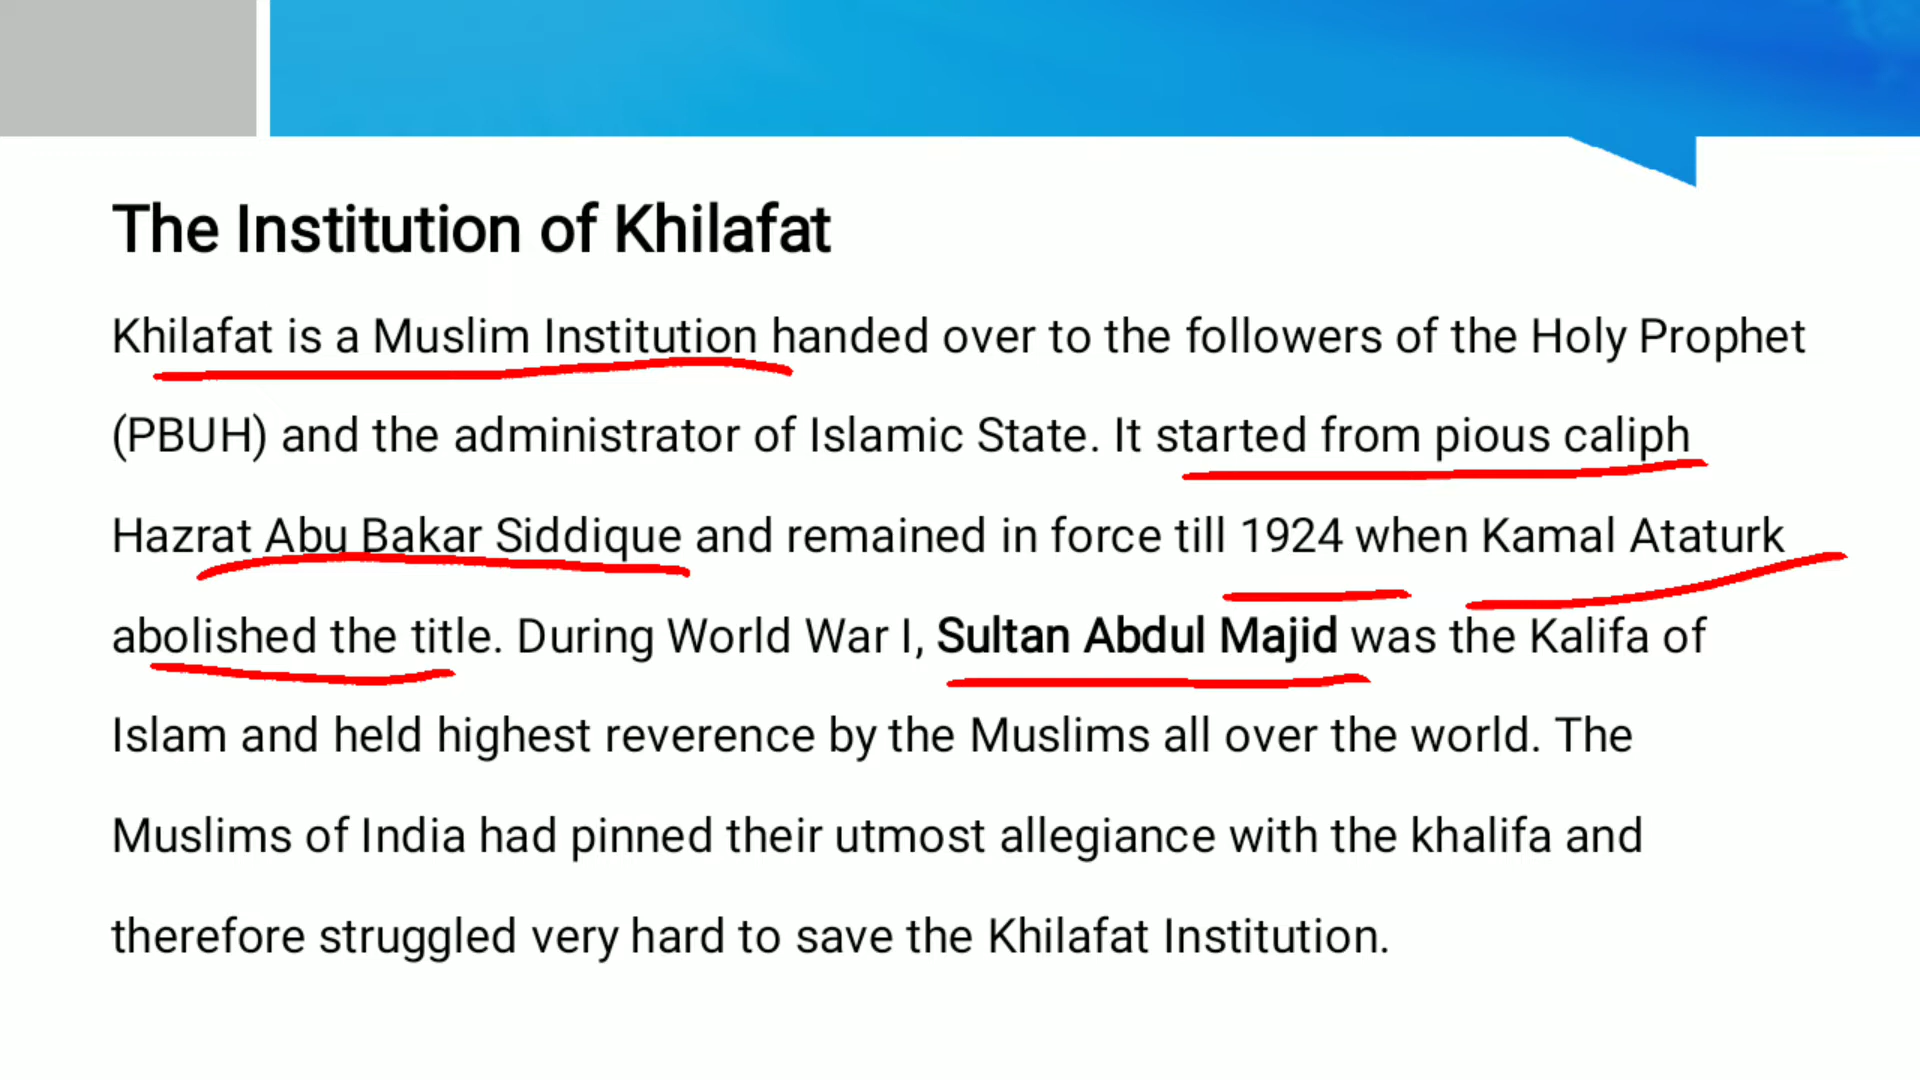 The Institution of Khilafat
Khilafat is a Muslim Institution handed over to the followers of the Holy Prophet
(PBUH) and the administrator of Islamic State. It started from pious caliph
Hazrat Abu Bakar Siddique and remained in force till 1924 when Kamal Ataturk
abolished the title. During World War I, Sultan Abdul Majid was the Kalifa of
Islam and held highest reverence by the Muslims all over the world. The
Muslims of India had pinned their utmost allegiance with the khalifa and
therefore struggled very hard to save the Khilafat Institution.